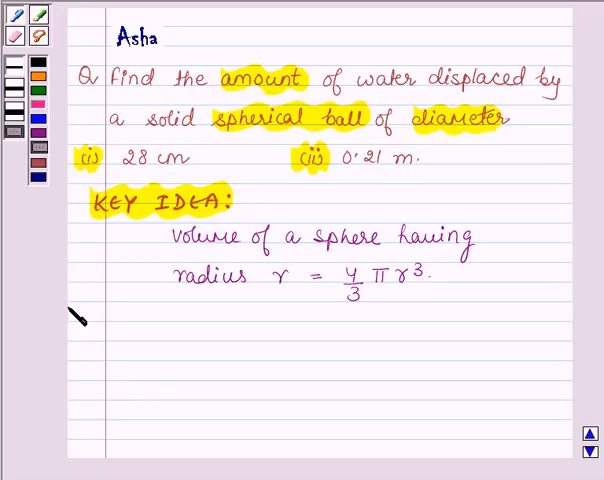 Asha
Q Find the amount of water displaced by
a solid spherical ball of diameter
(i) 28 cm (ii) 0.21 m.
KEY IDEA:
Volume of a sphere having
radius r = 4/3 π r³.